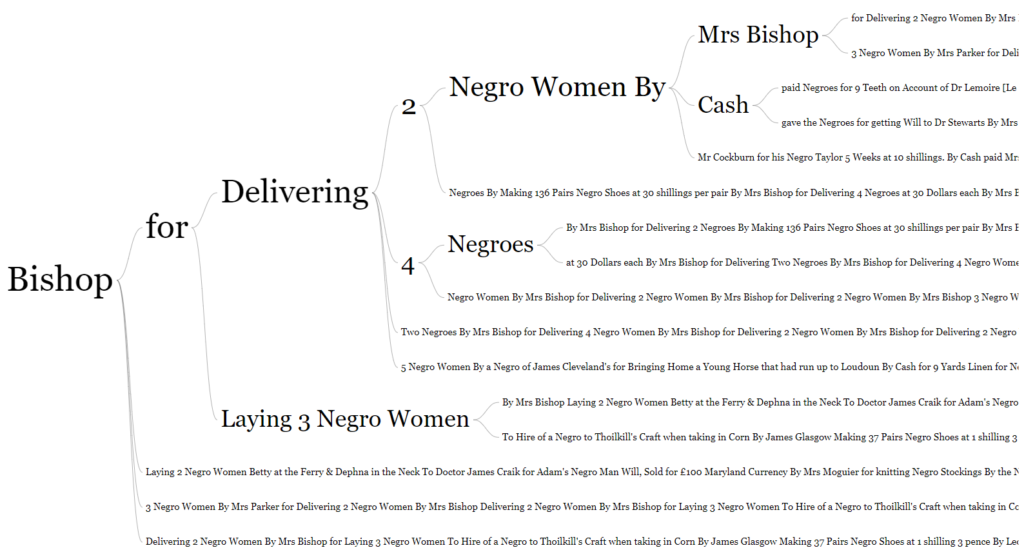 for Delivering 2 Negro Women By Mrs
Mrs Bishop
3 Negro Women By Mrs Parker for Deli
Negro Women By
paid Negroes for 9 Teeth on Account of Dr Lemoire [Le
Cash
2
gave the Negroes for getting Will to Dr Stewarts By Mrs
Mr Cockburn for his Negro Taylor 5 Weeks at 10 shillings. By Cash paid Mr
Delivering
Negroes By Making 136 Pairs Negro Shoes at 30 shillings per pair By Mrs Bishop for Delivering 4 Negroes at 30 Dollars each By Mrs B
for
By Mrs Bishop for Delivering 2 Negroes By Making 136 Pairs Negro Shoes at 30 shillings per pair By Mrs B
Negroes
4
at 30 Dollars each By Mrs Bishop for Delivering Two Negroes By Mrs Bishop for Delivering 4 Negro Wome
Bishop
Negro Women By Mrs Bishop for Delivering 2 Negro Women By Mrs Bishop for Delivering 2 Negro Women By Mrs Bishop 3 Negro W
Two Negroes By Mrs Bishop for Delivering 4 Negro Women By Mrs Bishop for Delivering 2 Negro Women By Mrs Bishop for Delivering 2 Negro
5 Negro Women By a Negro of James Cleveland's for Bringing Home a Young Horse that had run up to Loudoun By Cash for 9 Yards Linen for N
By Mrs Bishop Laying 2 Negro Women Betty at the Ferry & Dephna in the Neck To Doctor James Craik for Adam's Negro
Laying 3 Negro Women
To Hire of a Negro to Thoilkill's Craft when taking in Corn By James Glasgow Making 37 Pairs Negro Shoes at 1 shilling 3
Laying 2 Negro Women Betty at the Ferry & Dephna in the Neck To Doctor James Craik for Adam's Negro Man Will, Sold for £100 Maryland Currency By Mrs Moguier for knitting Negro Stockings By the N
3 Negro Women By Mrs Parker for Delivering 2 Negro Women By Mrs Bishop Delivering 2 Negro Women By Mrs Bishop for Laying 3 Negro Women To Hire of a Negro to Thoilkill's Craft when taking in Co
Delivering 2 Negro Women By Mrs Bishop for Laying 3 Negro Women To Hire of a Negro to Thoilkill's Craft when taking in Corn By James Glasgow Making 37 Pairs Negro Shoes at 1 shilling 3 pence By Leo